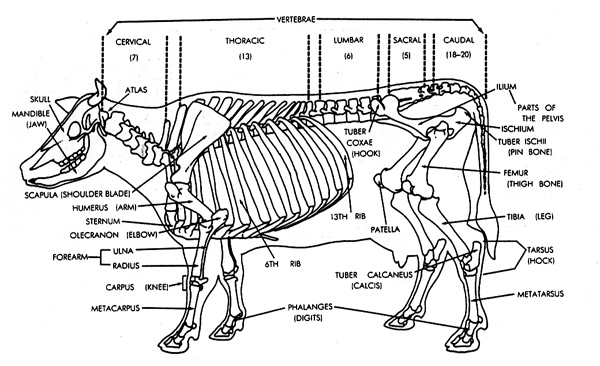 VERTEBRAE
CERVICAL
(7)
THORACIC
(13)
LUMBAR
(6)
SACRAL
(5)
CAUDAL
(18-20)
ATLAS
SKULL
MANDIBLE
(JAW)
SCAPULA (SHOULDER BLADE)
HUMERUS (ARM)
STERNUM
OLECRANON (ELBOW)
ULNA
FOREARM
RADIUS
CARPUS (KNEE)
METACARPUS
6TH RIB
13TH RIB
PHALANGES
(DIGITS)
TUBER
COXAE
(HOOK)
PATELLA
TUBER CALCANEUS
(CALCIS)
ILIUM
PARTS OF
THE PELVIS
ISCHIUM
TUBER ISCHII
(PIN BONE)
FEMUR
(THIGH BONE)
TIBIA (LEG)
TARSUS
(HOCK)
METATARSUS